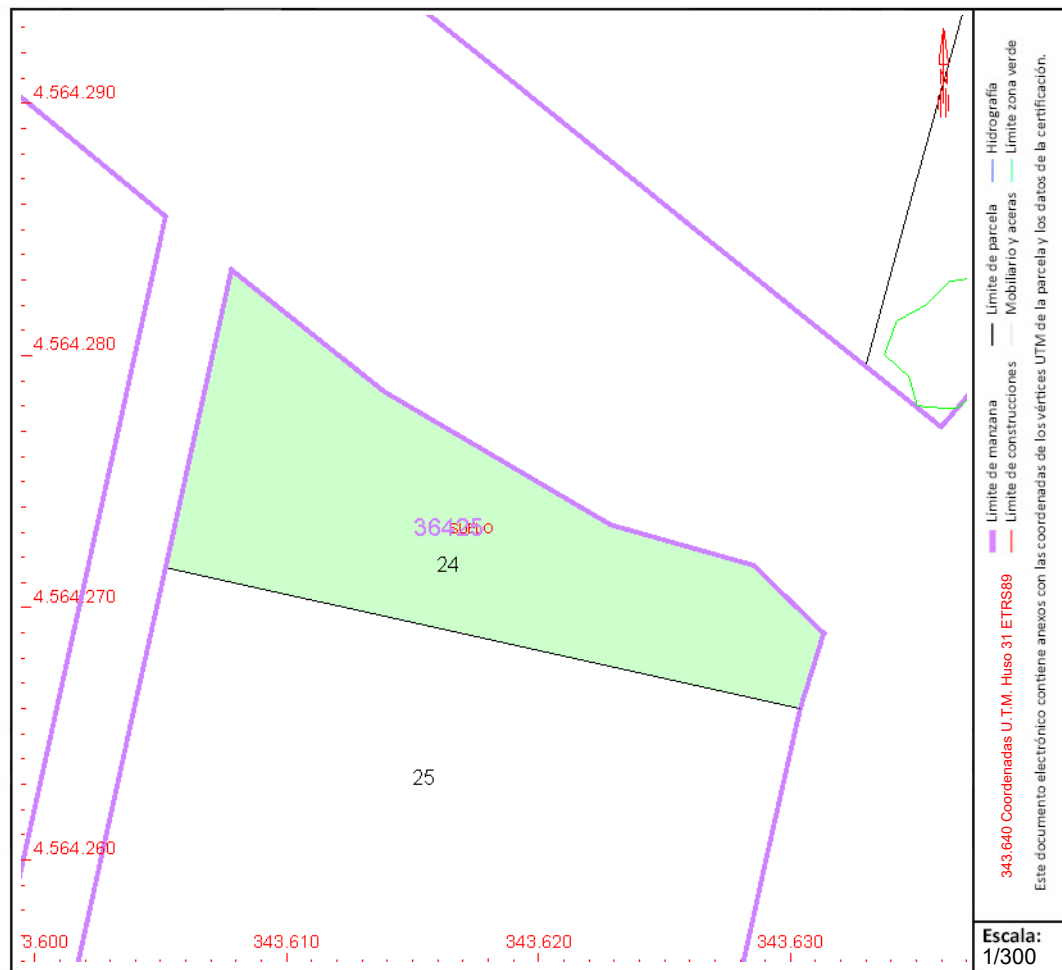 4.564.290
4.564.280
36425
SUELO
24
4.564.270
25
4.564.260
3.600
343.610
343.620
343.630
Límite de manzana
Límite de parcela
Hidrografía
Límite de construcciones
Mobiliario y aceras
Límite zona verde
343.640 Coordenadas U.T.M. Huso 31 ETRS89
Este documento electrónico contiene anexos con las coordenadas de los vértices UTM de la parcela y los datos de la certificación.
Escala:
1/300